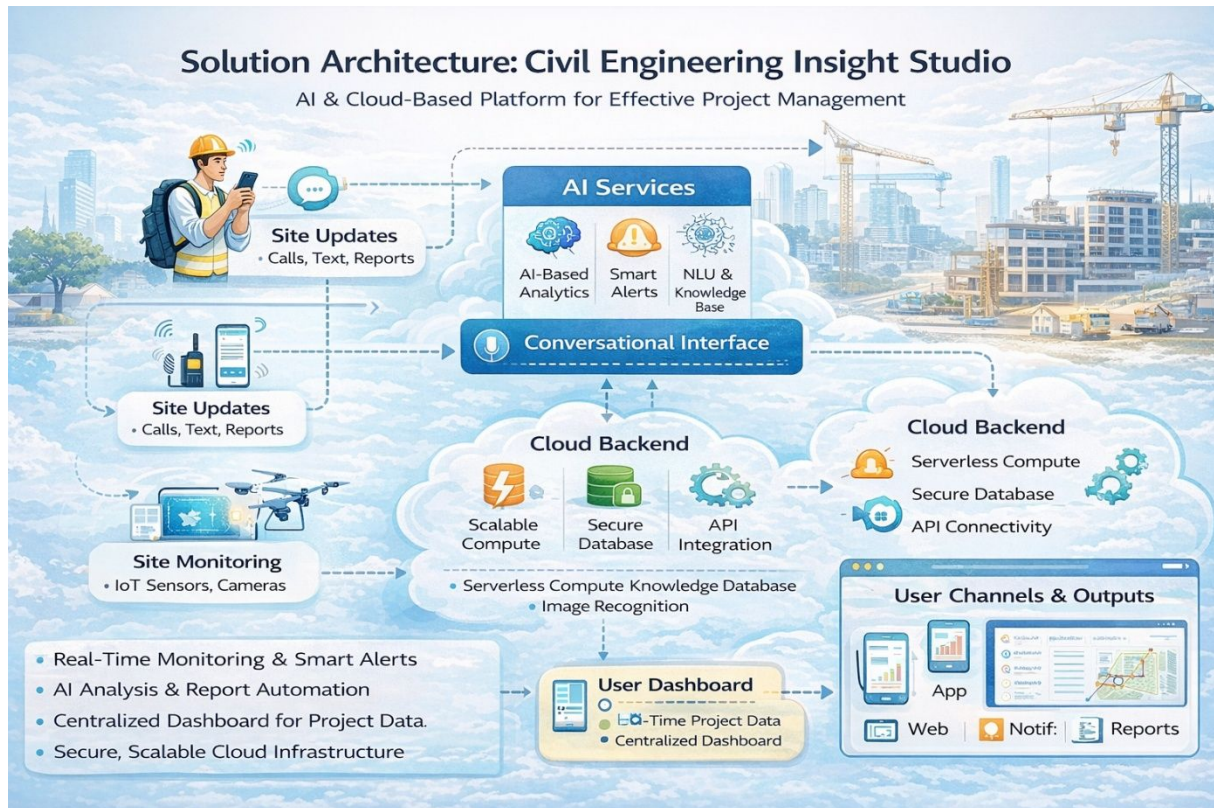 Solution Architecture: Civil Engineering Insight Studio
AI & Cloud-Based Platform for Effective Project Management
Site Updates
• Calls, Text, Reports
AI Services
AI-Based
Analytics
Smart
Alerts
NLU &
Knowledge
Base
Conversational Interface
Site Updates
• Calls, Text, Reports
Site Monitoring
• IoT Sensors, Cameras
Cloud Backend
Scalable
Compute
Secure
Database
API
Integration
• Serverless Compute Knowledge Database
• Image Recognition
Cloud Backend
Serverless Compute
Secure Database
API Connectivity
• Real-Time Monitoring & Smart Alerts
• AI Analysis & Report Automation
• Centralized Dashboard for Project Data.
• Secure, Scalable Cloud Infrastructure
User Dashboard
-Time Project Data
• Centralized Dashboard
User Channels & Outputs
App
Web
Notif:
Reports